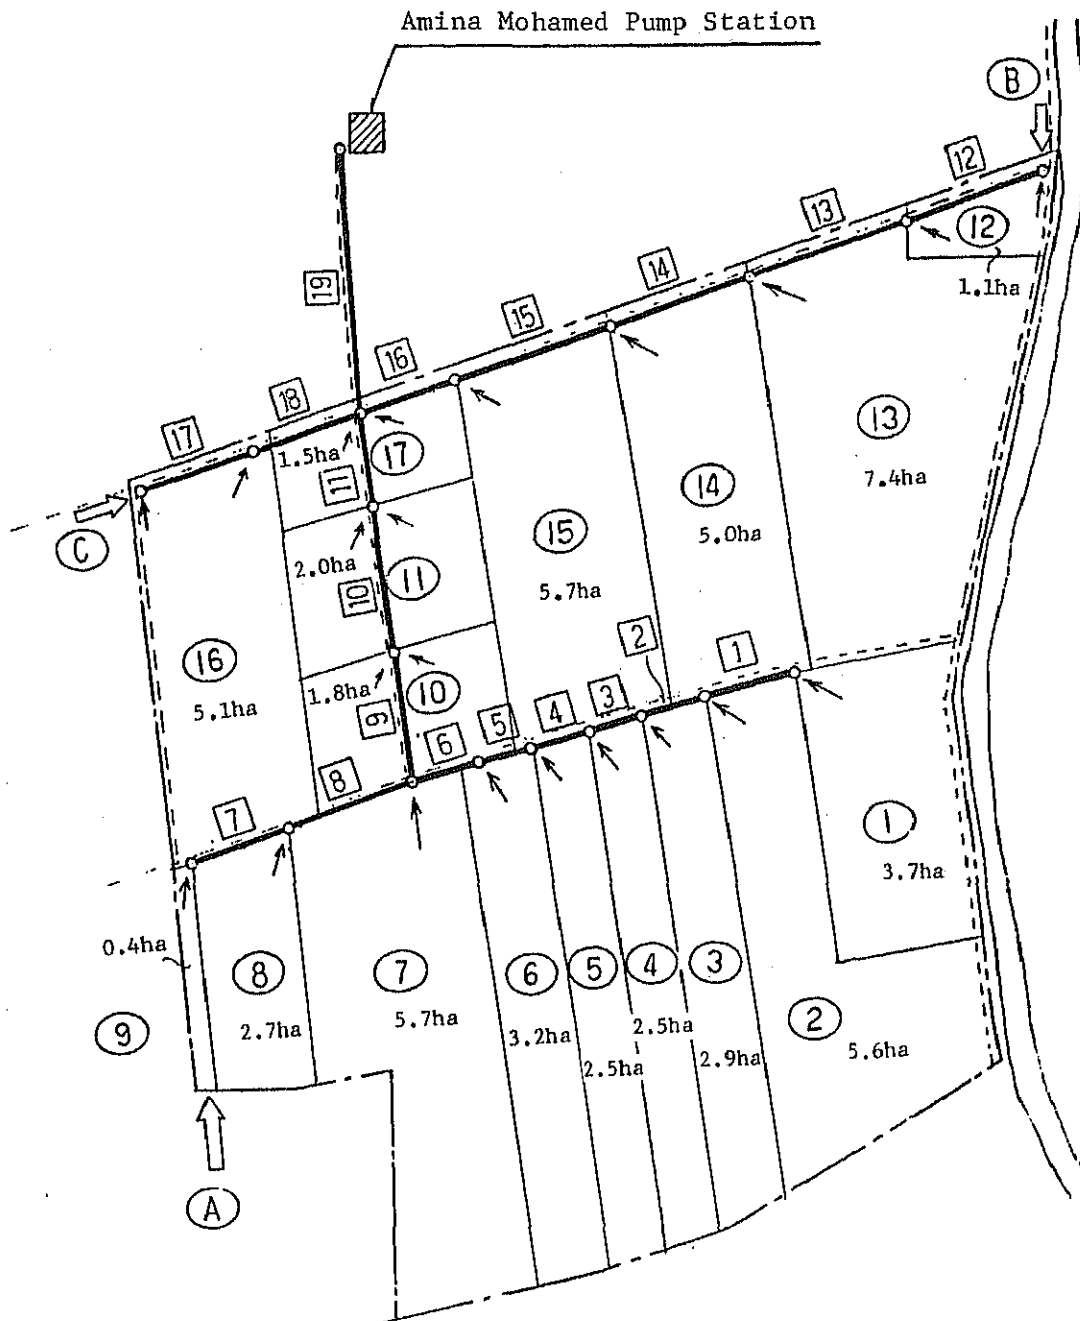 Amina Mohamed Pump Station
B
12
12
1.1ha
13
14
19
15
16
18
17
13
7.4ha
14
5.0ha
1.5ha
17
11
C
15
5.7ha
2.0ha
11
10
16
5.1ha
1.8ha
10
9
2
1
3
4
5
6
8
7
1
3.7ha
0.4ha
8
2.7ha
7
5.7ha
6
3.2ha
5
2.5ha
4
2.5ha
3
2.9ha
2
5.6ha
9
A